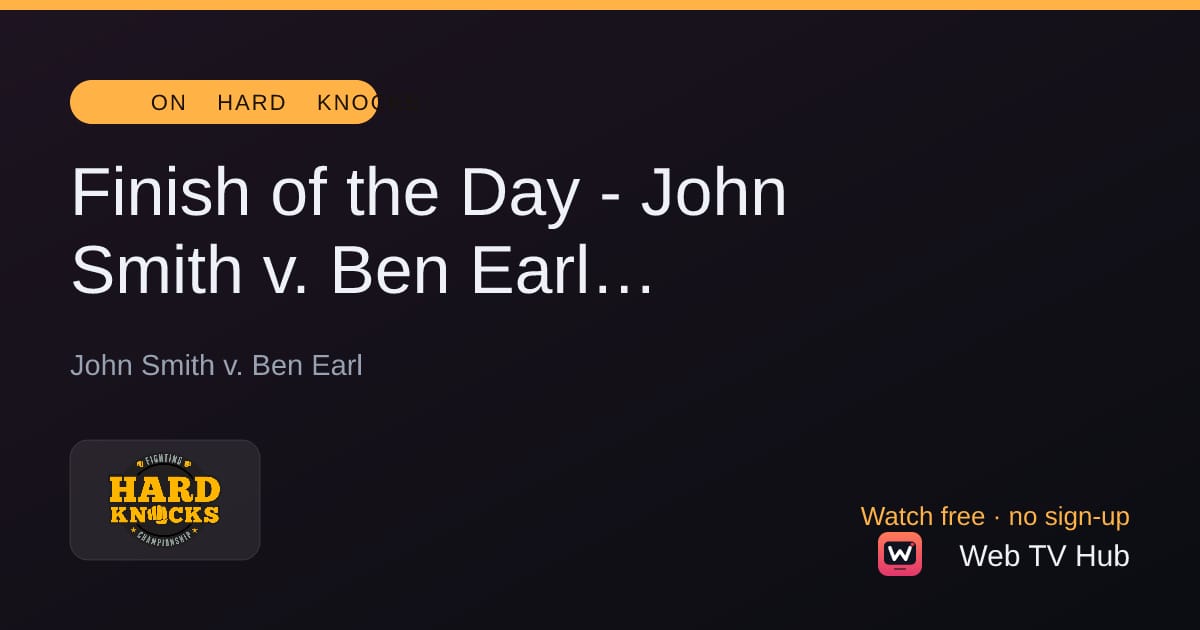 ON HARD KNOC
Finish of the Day - John
Smith v. Ben Earl…
John Smith v. Ben Earl
FIGHTING
HARD
KNOCKS
CHAMPIONSHIP
Watch free · no sign-up
W
Web TV Hub